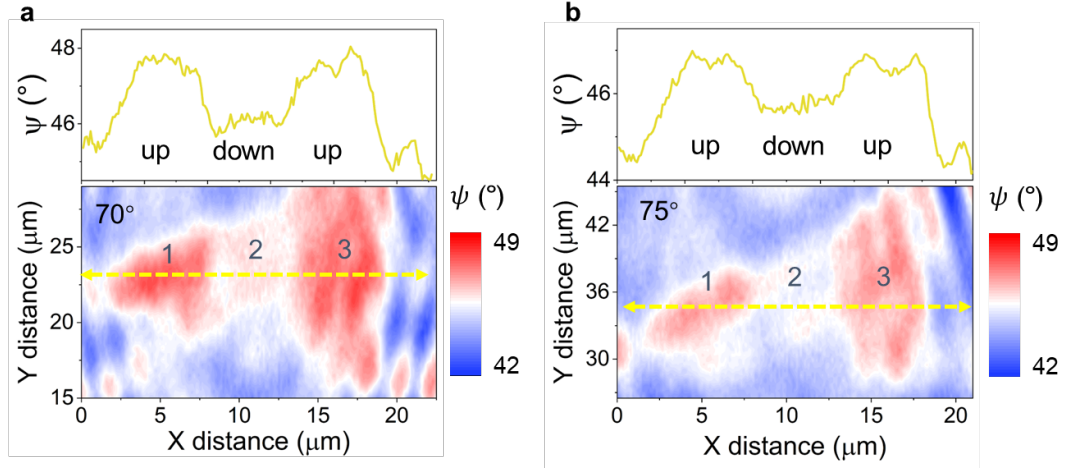 a
48
46
ψ (°)
up down up
70°
1 2 3
25
20
15
Y distance (μm)
0 5 10 15 20
X distance (μm)
ψ (°)
49
42
b
46
44
ψ (°)
up down up
75°
1 2 3
42
36
30
Y distance (μm)
0 5 10 15 20
X distance (μm)
ψ (°)
49
42